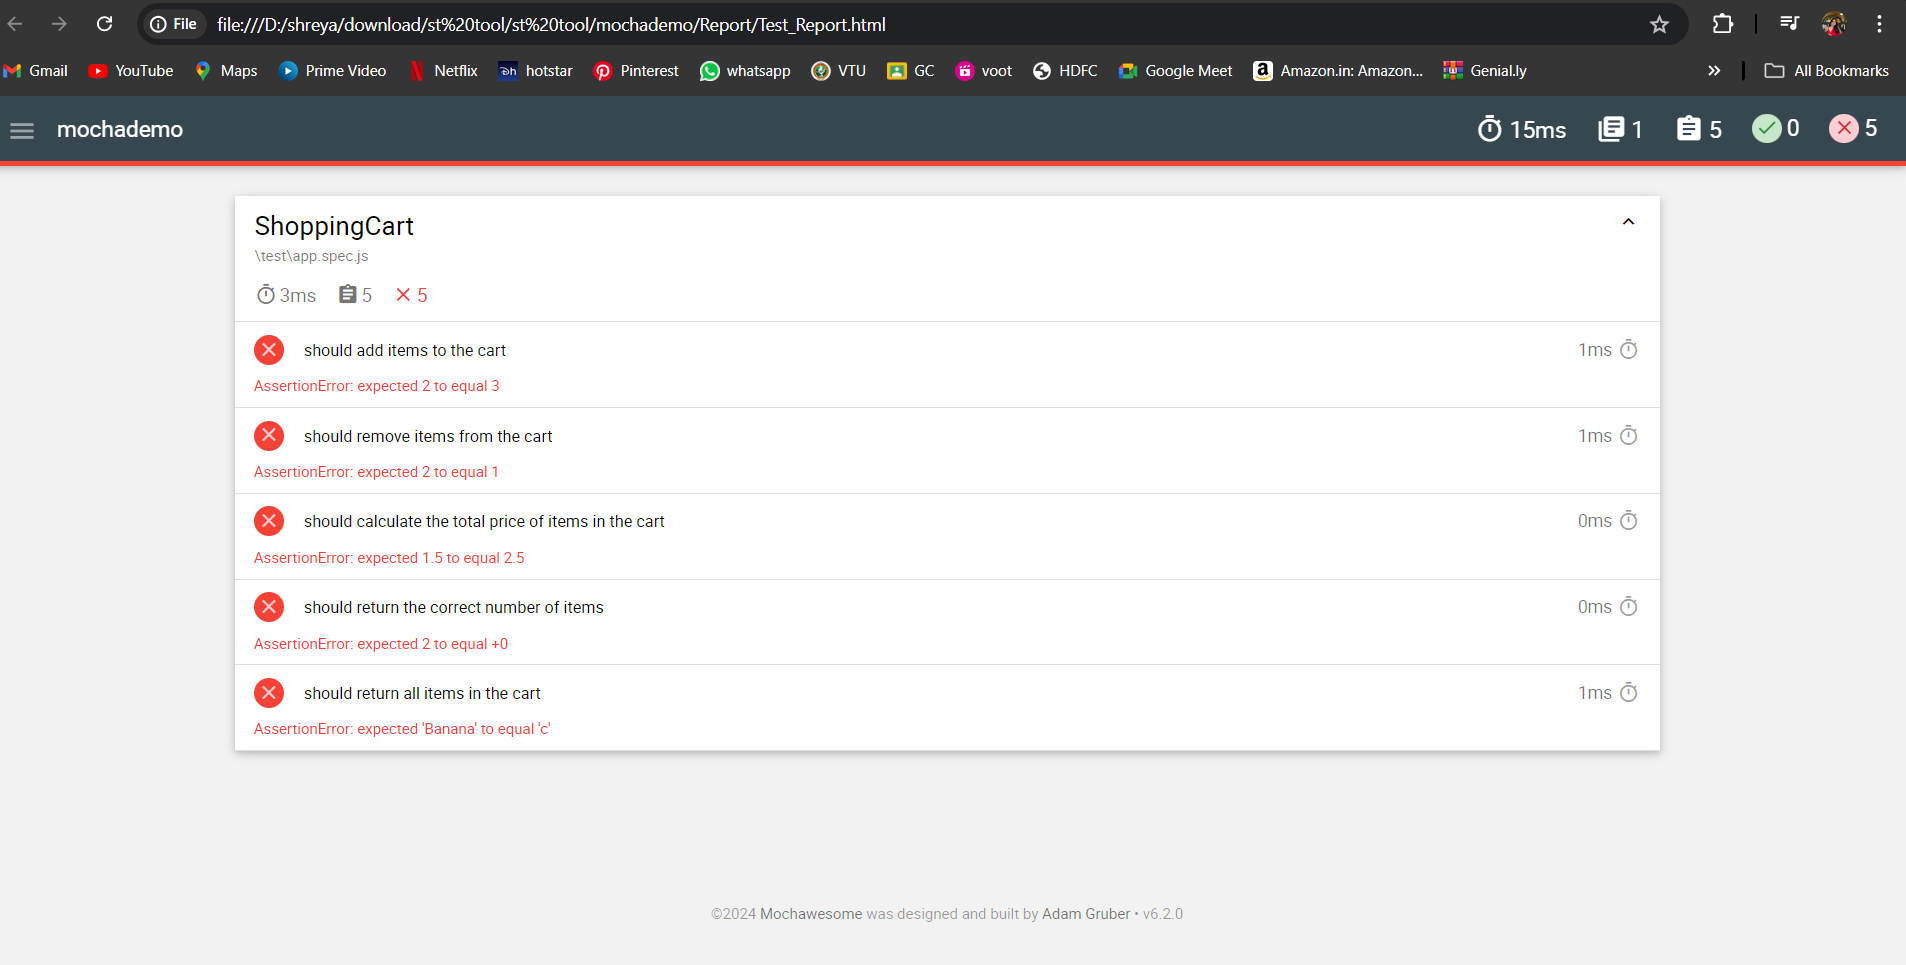 File file:///D:/shreya/download/st%20tool/st%20tool/mochademo/Report/Test_Report.html
Gmail YouTube Maps Prime Video Netflix hotstar Pinterest whatsapp VTU GC voot HDFC Google Meet Amazon.in: Amazon... Genial.ly » All Bookmarks
mochademo 15ms 1 5 0 5
ShoppingCart
\test\app.spec.js
3ms 5 5
should add items to the cart 1ms
AssertionError: expected 2 to equal 3
should remove items from the cart 1ms
AssertionError: expected 2 to equal 1
should calculate the total price of items in the cart 0ms
AssertionError: expected 1.5 to equal 2.5
should return the correct number of items 0ms
AssertionError: expected 2 to equal +0
should return all items in the cart 1ms
AssertionError: expected 'Banana' to equal 'c'
©2024 Mochawesome was designed and built by Adam Gruber • v6.2.0